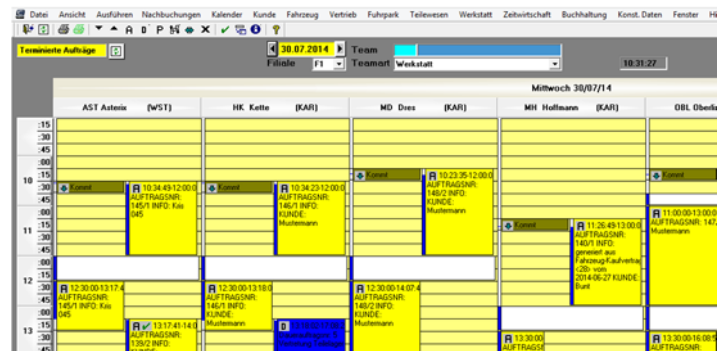 Datei Ansicht Ausführen Nachbuchungen Kalender Kunde Fahrzeug Vertrieb Fuhrpark Teilewesen Werkstatt Zeitwirtschaft Buchhaltung Konst. Daten Fenster
Terminierte Aufträge
30.07.2014 Team
Filiale F1 Teamart Werkstatt 10:31:27
Mittwoch 30/07/14
AST Asterix (WST) HK Kette (KAR) MD Dres (KAR) MH Hollmann (KAR) OBL Oberli
:15
:30
:45
10 :00
:15
:30
:45
11 :00
:15
:30
:45
12 :00
:15
:30
:45
13 :00
:15
:30
Kommt
A 10:34:49-12:00:0
AUFTRAGSNR:
145/1 INFO: Kris
045
Kommt
A 10:34:23-12:00:0
AUFTRAGSNR:
146/1 INFO:
KUNDE:
Mustermann
Kommt
A 10:23:35-12:00:0
AUFTRAGSNR:
148/2 INFO:
KUNDE:
Mustermann
Kommt
A 11:26:49-13:00:0
AUFTRAGSNR:
140/1 INFO:
generiert aus
Fahrzeug-Kaufvertrag
<28> vom
2014-06-27 KUNDE:
Bunt
Kommt
A 11:00:00-13:00:0
AUFTRAGSNR: 147
Mustermann
A 12:30:00-13:17:4
AUFTRAGSNR:
145/1 INFO: Kris
045
A 13:17:41-14:0
AUFTRAGSNR:
139/2 INFO:
A 12:30:00-13:18:0
AUFTRAGSNR:
146/1 INFO:
KUNDE:
Mustermann
D
A 12:30:00-14:07:4
AUFTRAGSNR:
148/2 INFO:
KUNDE:
Mustermann
A 13:30:00
AUFTRAGSE
A 13:30:00-16:08:5
AUFTRAGSNR: